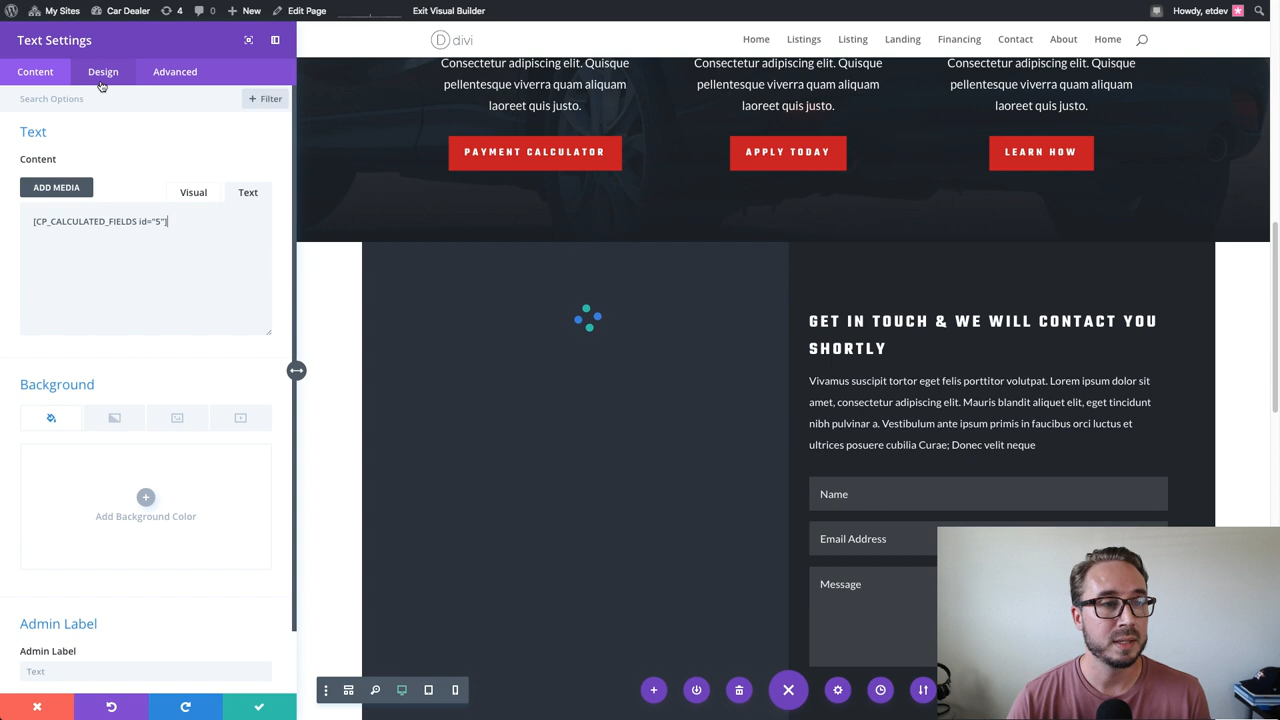 My Sites
Car Dealer
4
0
New
Edit Page
Exit Visual Builder
Howdy, etdev
Text Settings
Content
Design
Advanced
Search Options
+ Filter
Text
Content
ADD MEDIA
Visual
Text
[CP_CALCULATED_FIELDS id="5"]
Background
Add Background Color
Admin Label
Admin Label
Text
D divi
Home
Listings
Listing
Landing
Financing
Contact
About
Home
Consectetur adipiscing elit. Quisque
pellentesque viverra quam aliquam
laoreet quis justo.
PAYMENT CALCULATOR
Consectetur adipiscing elit. Quisque
pellentesque viverra quam aliquam
laoreet quis justo.
APPLY TODAY
Consectetur adipiscing elit. Quisque
pellentesque viverra quam aliquam
laoreet quis justo.
LEARN HOW
GET IN TOUCH & WE WILL CONTACT YOU
SHORTLY
Vivamus suscipit tortor eget felis porttitor volutpat. Lorem ipsum dolor sit
amet, consectetur adipiscing elit. Mauris blandit aliquet elit, eget tincidunt
nibh pulvinar a. Vestibulum ante ipsum primis in faucibus orci luctus et
ultrices posuere cubilia Curae; Donec velit neque
Name
Email Address
Message